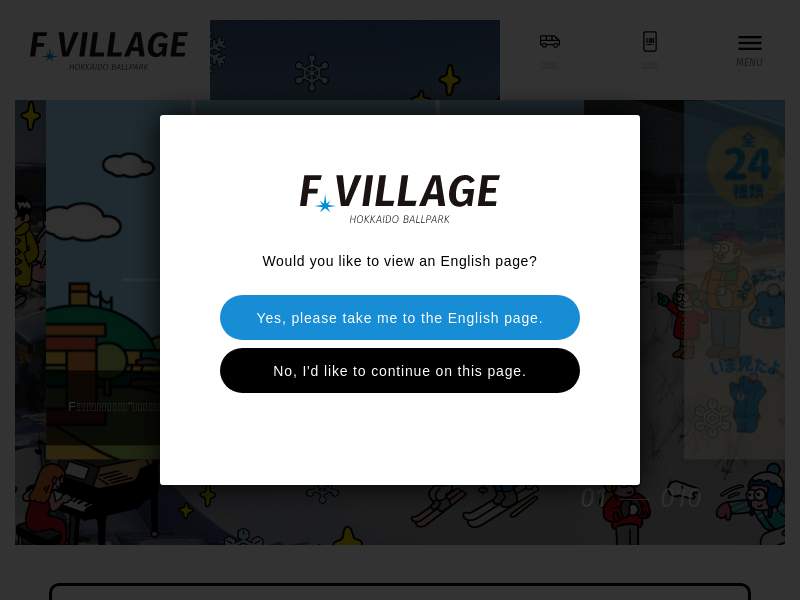 F VILLAGE
HOKKAIDO BALLPARK
MENU
全
24
種類
F VILLAGE
HOKKAIDO BALLPARK
Would you like to view an English page?
Yes, please take me to the English page.
No, I'd like to continue on this page.
いま見たよ
01
010